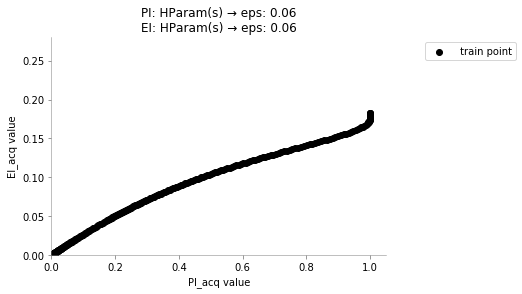 PI: HParam(s) → eps: 0.06
EI: HParam(s) → eps: 0.06
train point
0.25
0.20
0.15
0.10
0.05
0.00
EI_acq value
0.0 0.2 0.4 0.6 0.8 1.0
PI_acq value